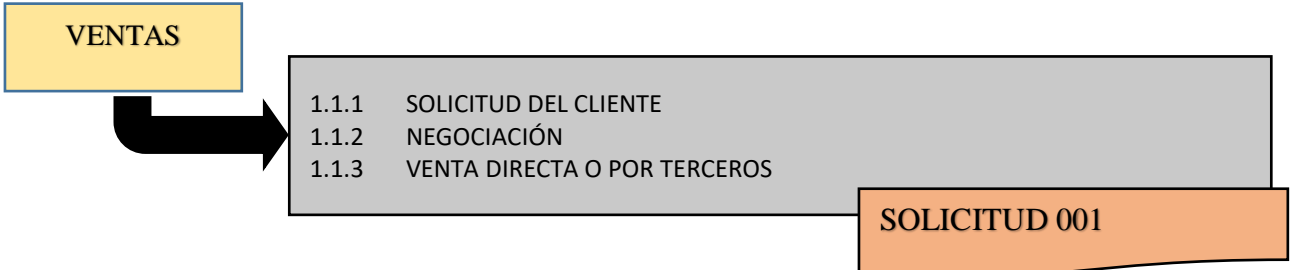 VENTAS
1.1.1 SOLICITUD DEL CLIENTE
1.1.2 NEGOCIACIÓN
1.1.3 VENTA DIRECTA O POR TERCEROS
SOLICITUD 001